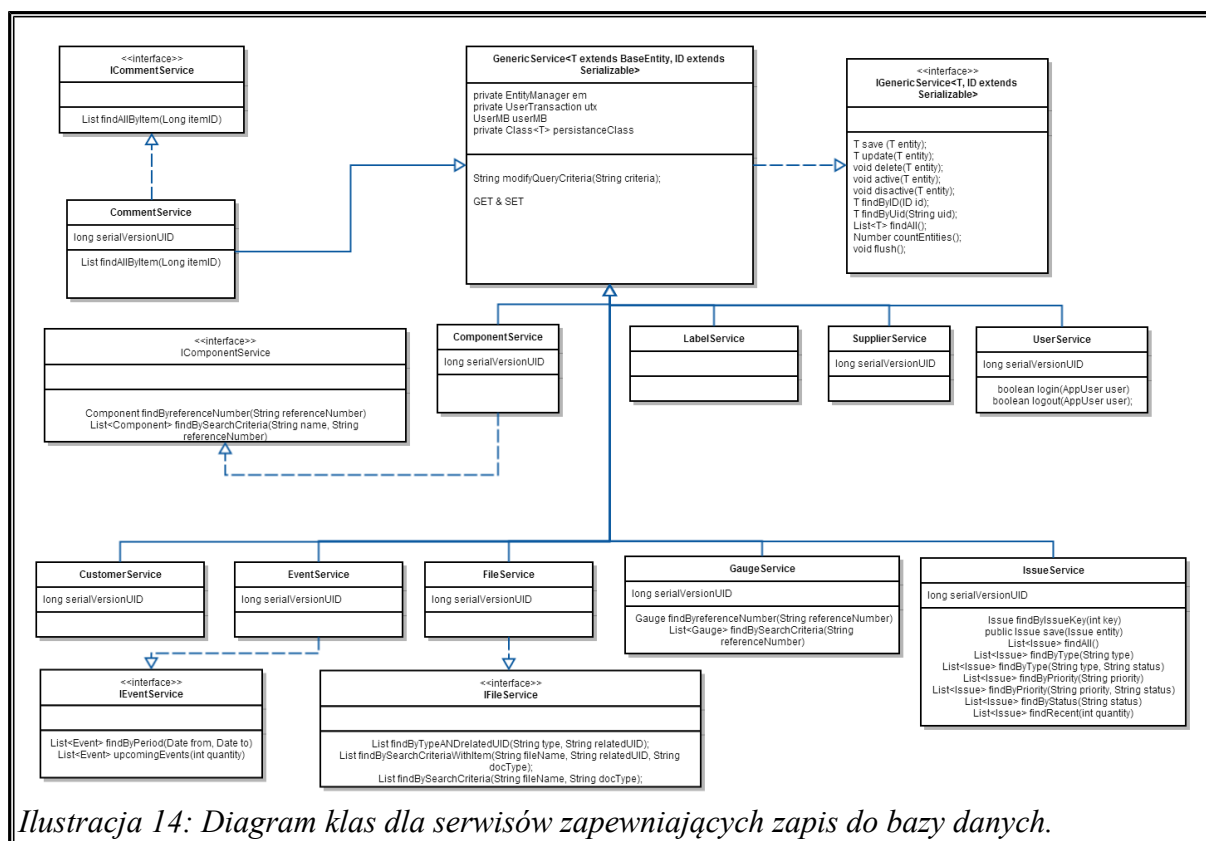 <<interface>>
ICommentService
List findAllByItem(Long itemID)
GenericService<T extends BaseEntity, ID extends
Serializable>
private EntityManager em
private UserTransaction utx
UserMB userMB
private Class<T> persistanceClass
String modifyQueryCriteria(String criteria);
GET & SET
<<interface>>
IGenericService<T, ID extends
Serializable>
T save (T entity);
T update(T entity);
void delete(T entity);
void active(T entity);
void disactive(T entity);
T findByID(ID id);
T findByUid(String uid);
List<T> findAll();
Number countEntities();
void flush();
CommentService
long serialVersionUID
List findAllByItem(Long itemID)
<<interface>>
IComponentService
Component findByreferenceNumber(String referenceNumber)
List<Component> findBySearchCriteria(String name, String
referenceNumber)
ComponentService
long serialVersionUID
LabelService
SupplierService
long serialVersionUID
UserService
long serialVersionUID
boolean login(AppUser user)
boolean logout(AppUser user);
CustomerService
long serialVersionUID
EventService
long serialVersionUID
FileService
long serialVersionUID
GaugeService
long serialVersionUID
Gauge findByreferenceNumber(String referenceNumber)
List<Gauge> findBySearchCriteria(String
referenceNumber)
IssueService
long serialVersionUID
Issue findByIssueKey(int key)
public Issue save(Issue entity)
List<Issue> findAll()
List<Issue> findByType(String type)
List<Issue> findByType(String type, String status)
List<Issue> findByPriority(String priority)
List<Issue> findByPriority(String priority, String status)
List<Issue> findByStatus(String status)
List<Issue> findRecent(int quantity)
<<interface>>
IEventService
List<Event> findByPeriod(Date from, Date to)
List<Event> upcomingEvents(int quantity)
<<interface>>
IFileService
List findByTypeANDrelatedUID(String type, String relatedUID);
List findBySearchCriteriaWithItem(String fileName, String relatedUID, String
docType);
List findBySearchCriteria(String fileName, String docType);
Ilustracja 14: Diagram klas dla serwisów zapewniających zapis do bazy danych.